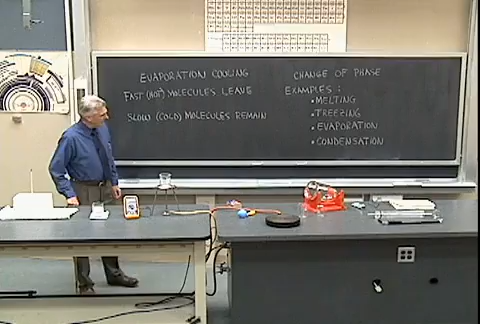 EVAPORATION COOLING
FAST (HOT) MOLECULES LEAVE
SLOW (COLD) MOLECULES REMAIN
CHANGE OF PHASE
EXAMPLES:
• MELTING
• FREEZING
• EVAPORATION
• CONDENSATION